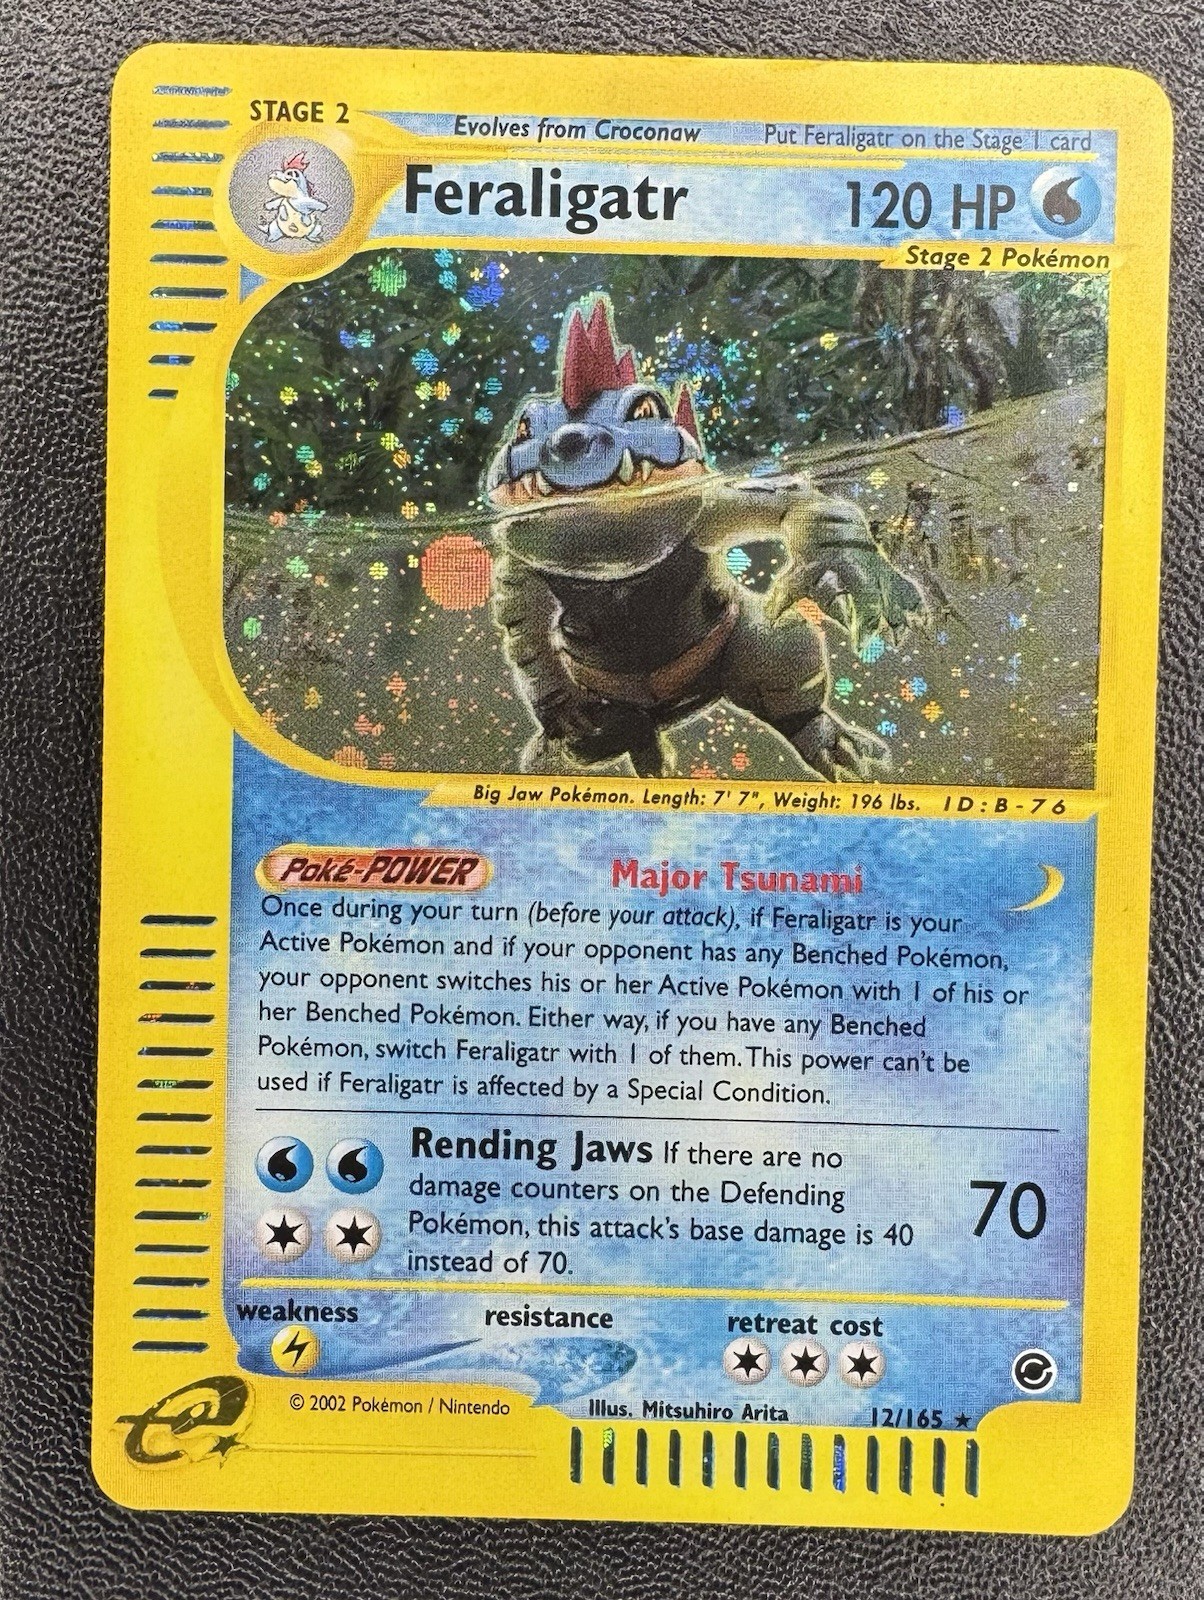 STAGE 2
Evolves from Croconaw
Put Feraligatr on the Stage 1 card
Feraligatr
120 HP
Stage 2 Pokémon
Big Jaw Pokémon. Length: 7' 7", Weight: 196 lbs. ID:B-76
Poké-POWER
Major Tsunami
Once during your turn (before your attack), if Feraligatr is your
Active Pokémon and if your opponent has any Benched Pokémon,
your opponent switches his or her Active Pokémon with 1 of his or
her Benched Pokémon. Either way, if you have any Benched
Pokémon, switch Feraligatr with 1 of them. This power can't be
used if Feraligatr is affected by a Special Condition.
Rending Jaws If there are no
damage counters on the Defending
Pokémon, this attack's base damage is 40
instead of 70.
70
weakness
resistance
retreat cost
© 2002 Pokémon / Nintendo
Illus. Mitsuhiro Arita
12/165 ★
e